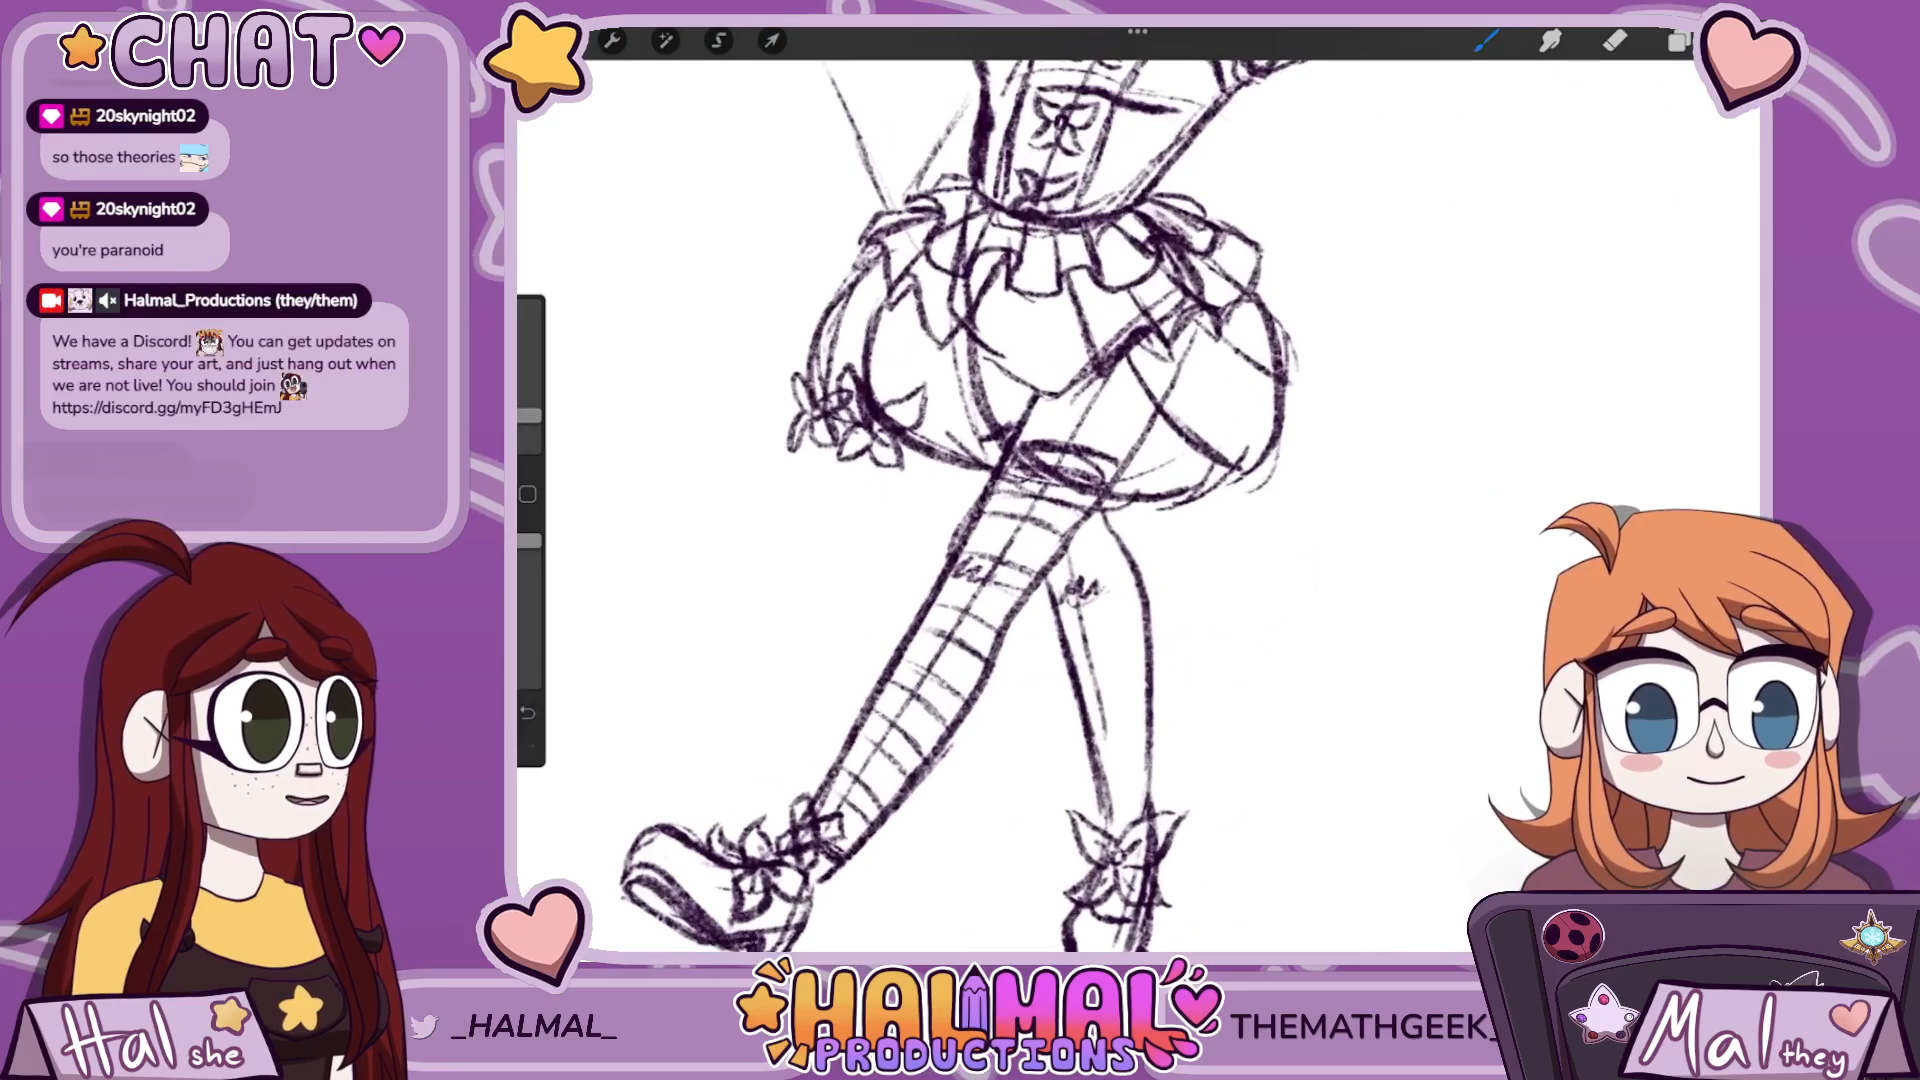 CHAT
20skynight02
so those theories
20skynight02
you're paranoid
Halmal_Productions (they/them)
We have a Discord! You can get updates on
streams, share your art, and just hang out when
we are not live! You should join
https://discord.gg/myFD3gHEmJ
Hal she
_HALMAL_
HALMAL
PRODUCTIONS
THEMATHGEEK_
Mal they